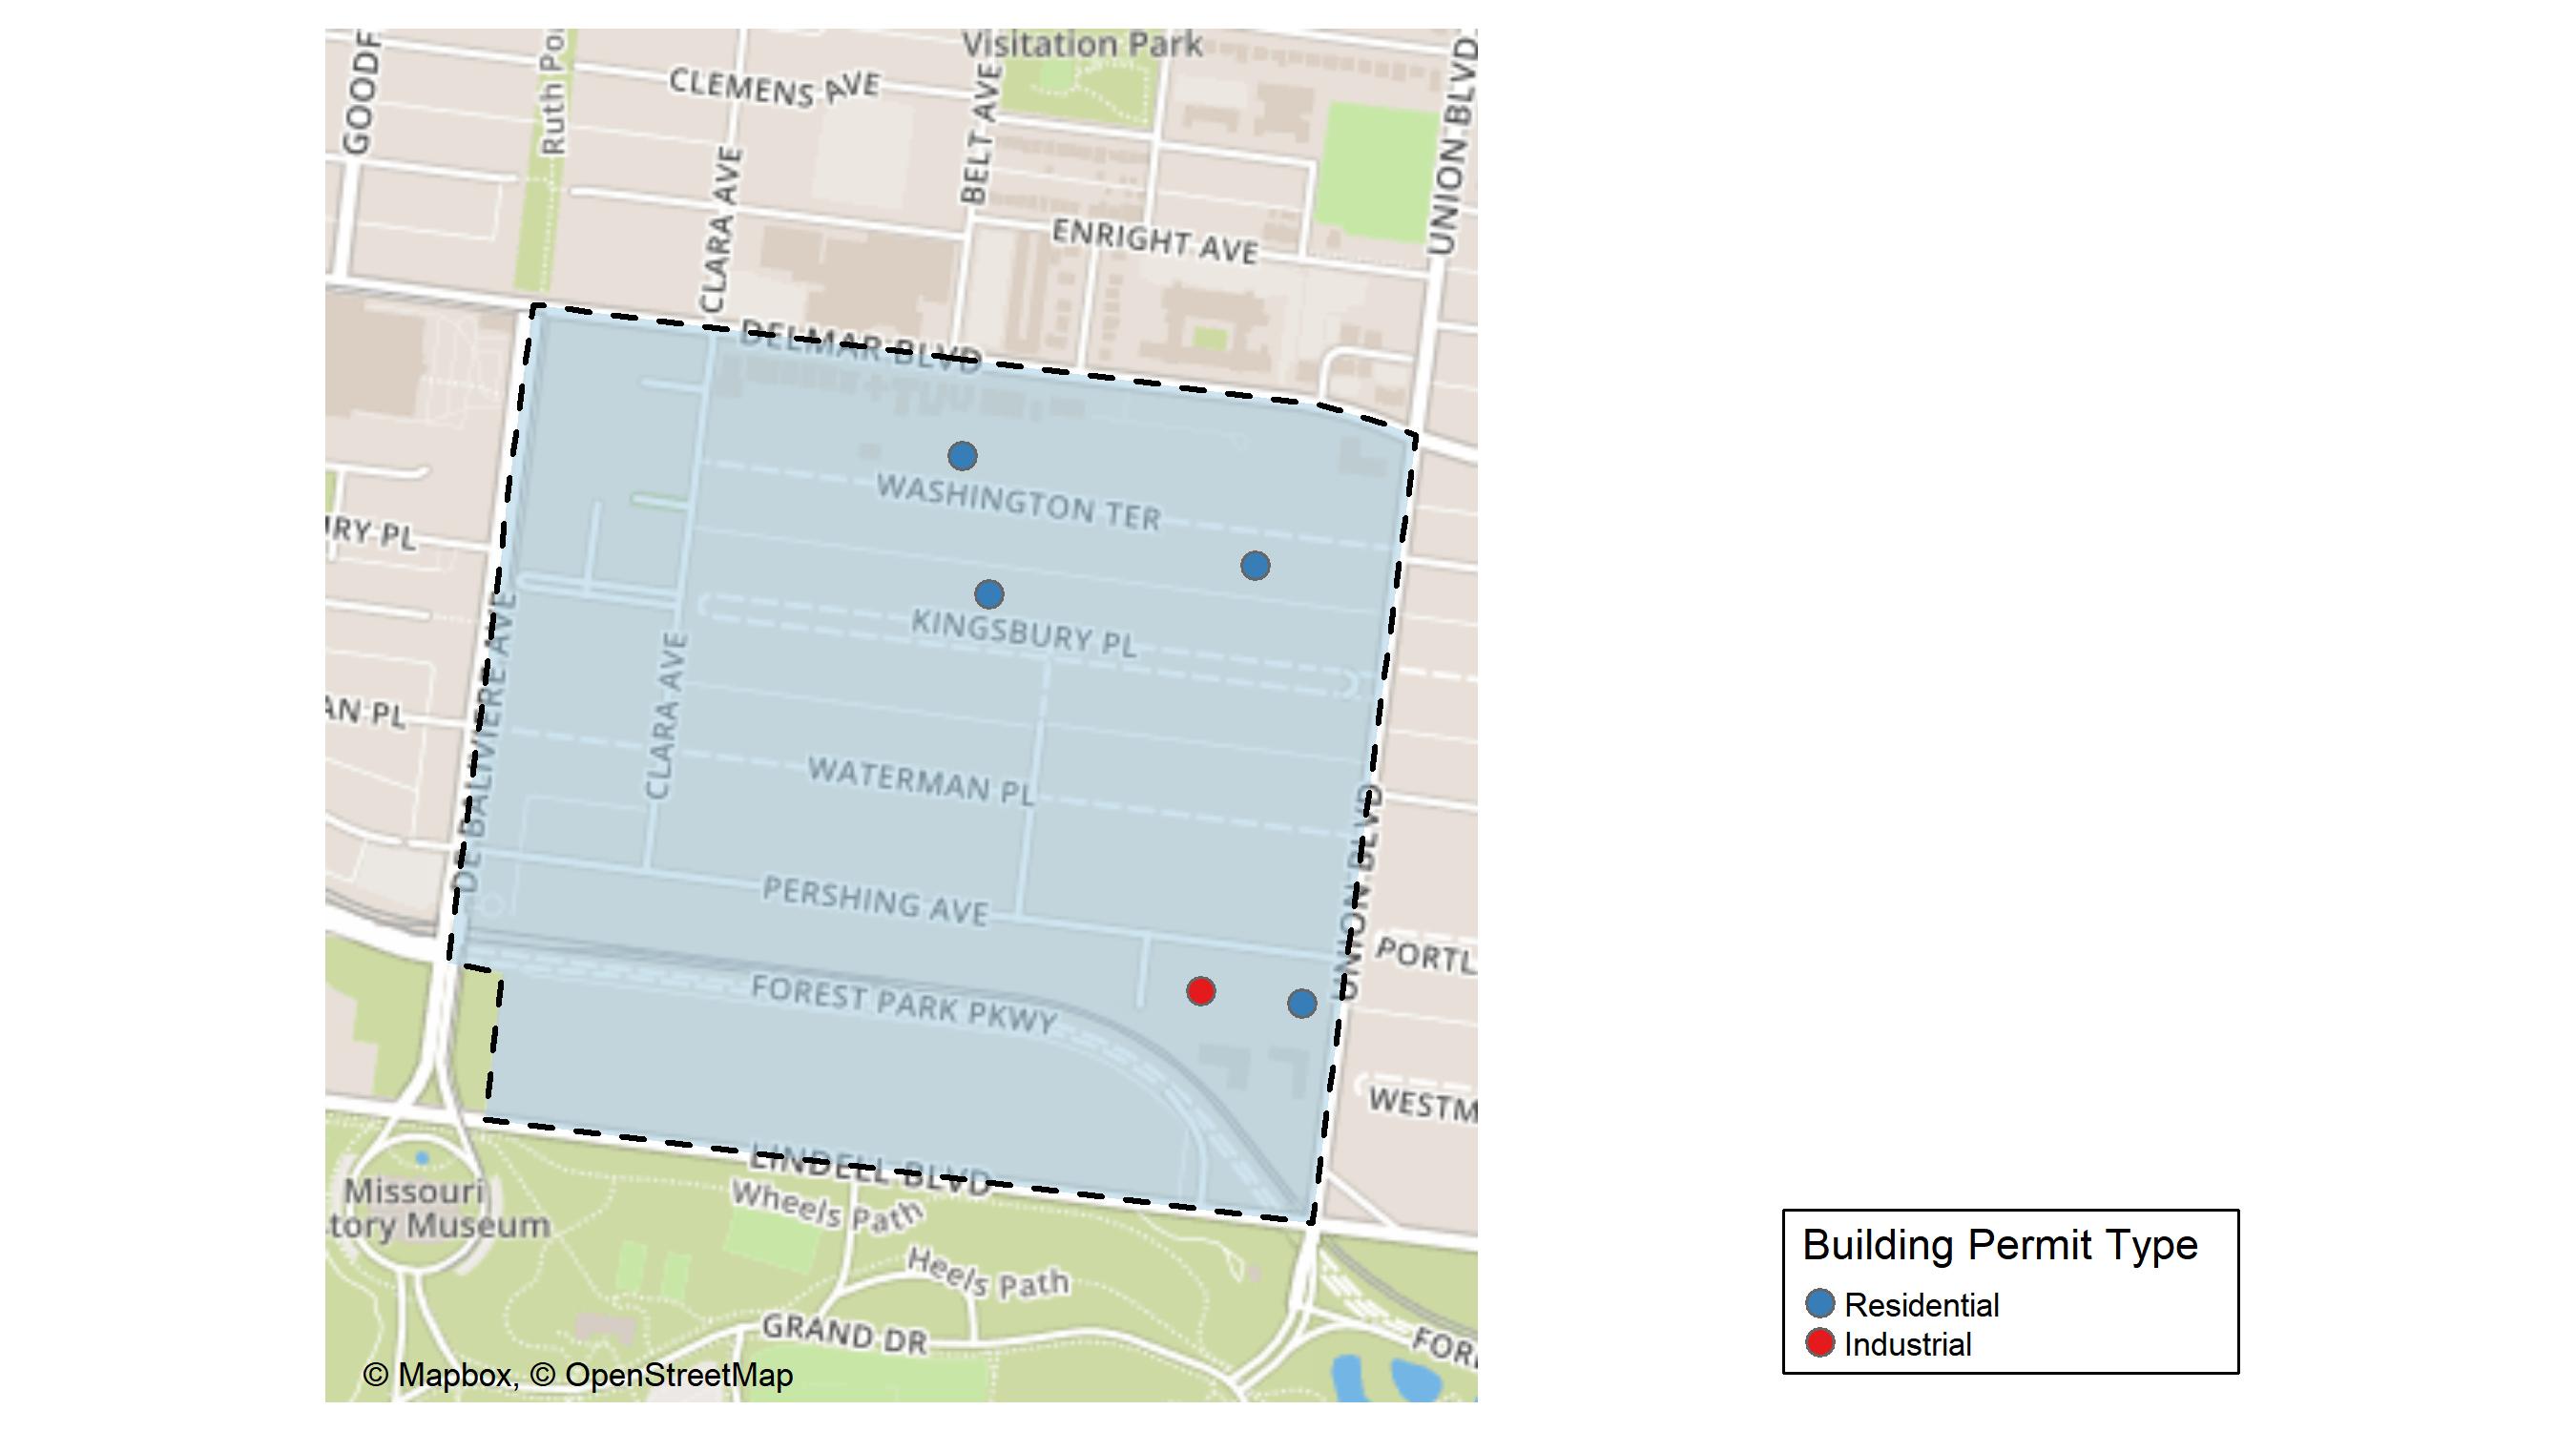 Visitation Park
GOODF
Ruth Po
CLEMENS AVE
BELT AVE
UNION BLVD
CLARA AVE
ENRIGHT AVE
DELMAR BLVD
WASHINGTON TER
URY PL
KINGSBURY PL
DE BALIVIERE AVE
CLARA AVE
AN PL
WATERMAN PL
UNION BLVD
PERSHING AVE
PORTL
FOREST PARK PKWY
WESTM
LINDELL BLVD
Missouri
tory Museum
Wheels Path
Heels Path
GRAND DR
FOR
© Mapbox, © OpenStreetMap
Building Permit Type
Residential
Industrial